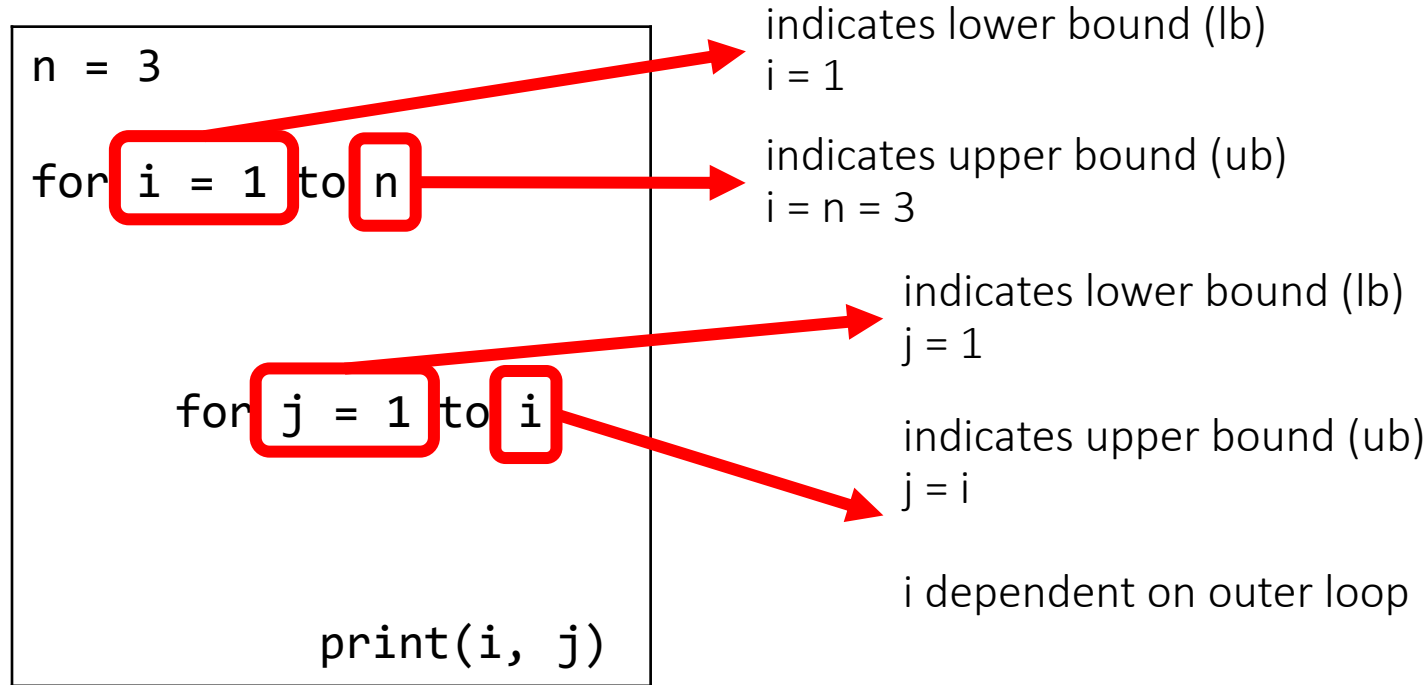 n = 3
for i = 1 to n
for j = 1 to i
print(i, j)
indicates lower bound (lb)
i = 1
indicates upper bound (ub)
i = n = 3
indicates lower bound (lb)
j = 1
indicates upper bound (ub)
j = i
i dependent on outer loop